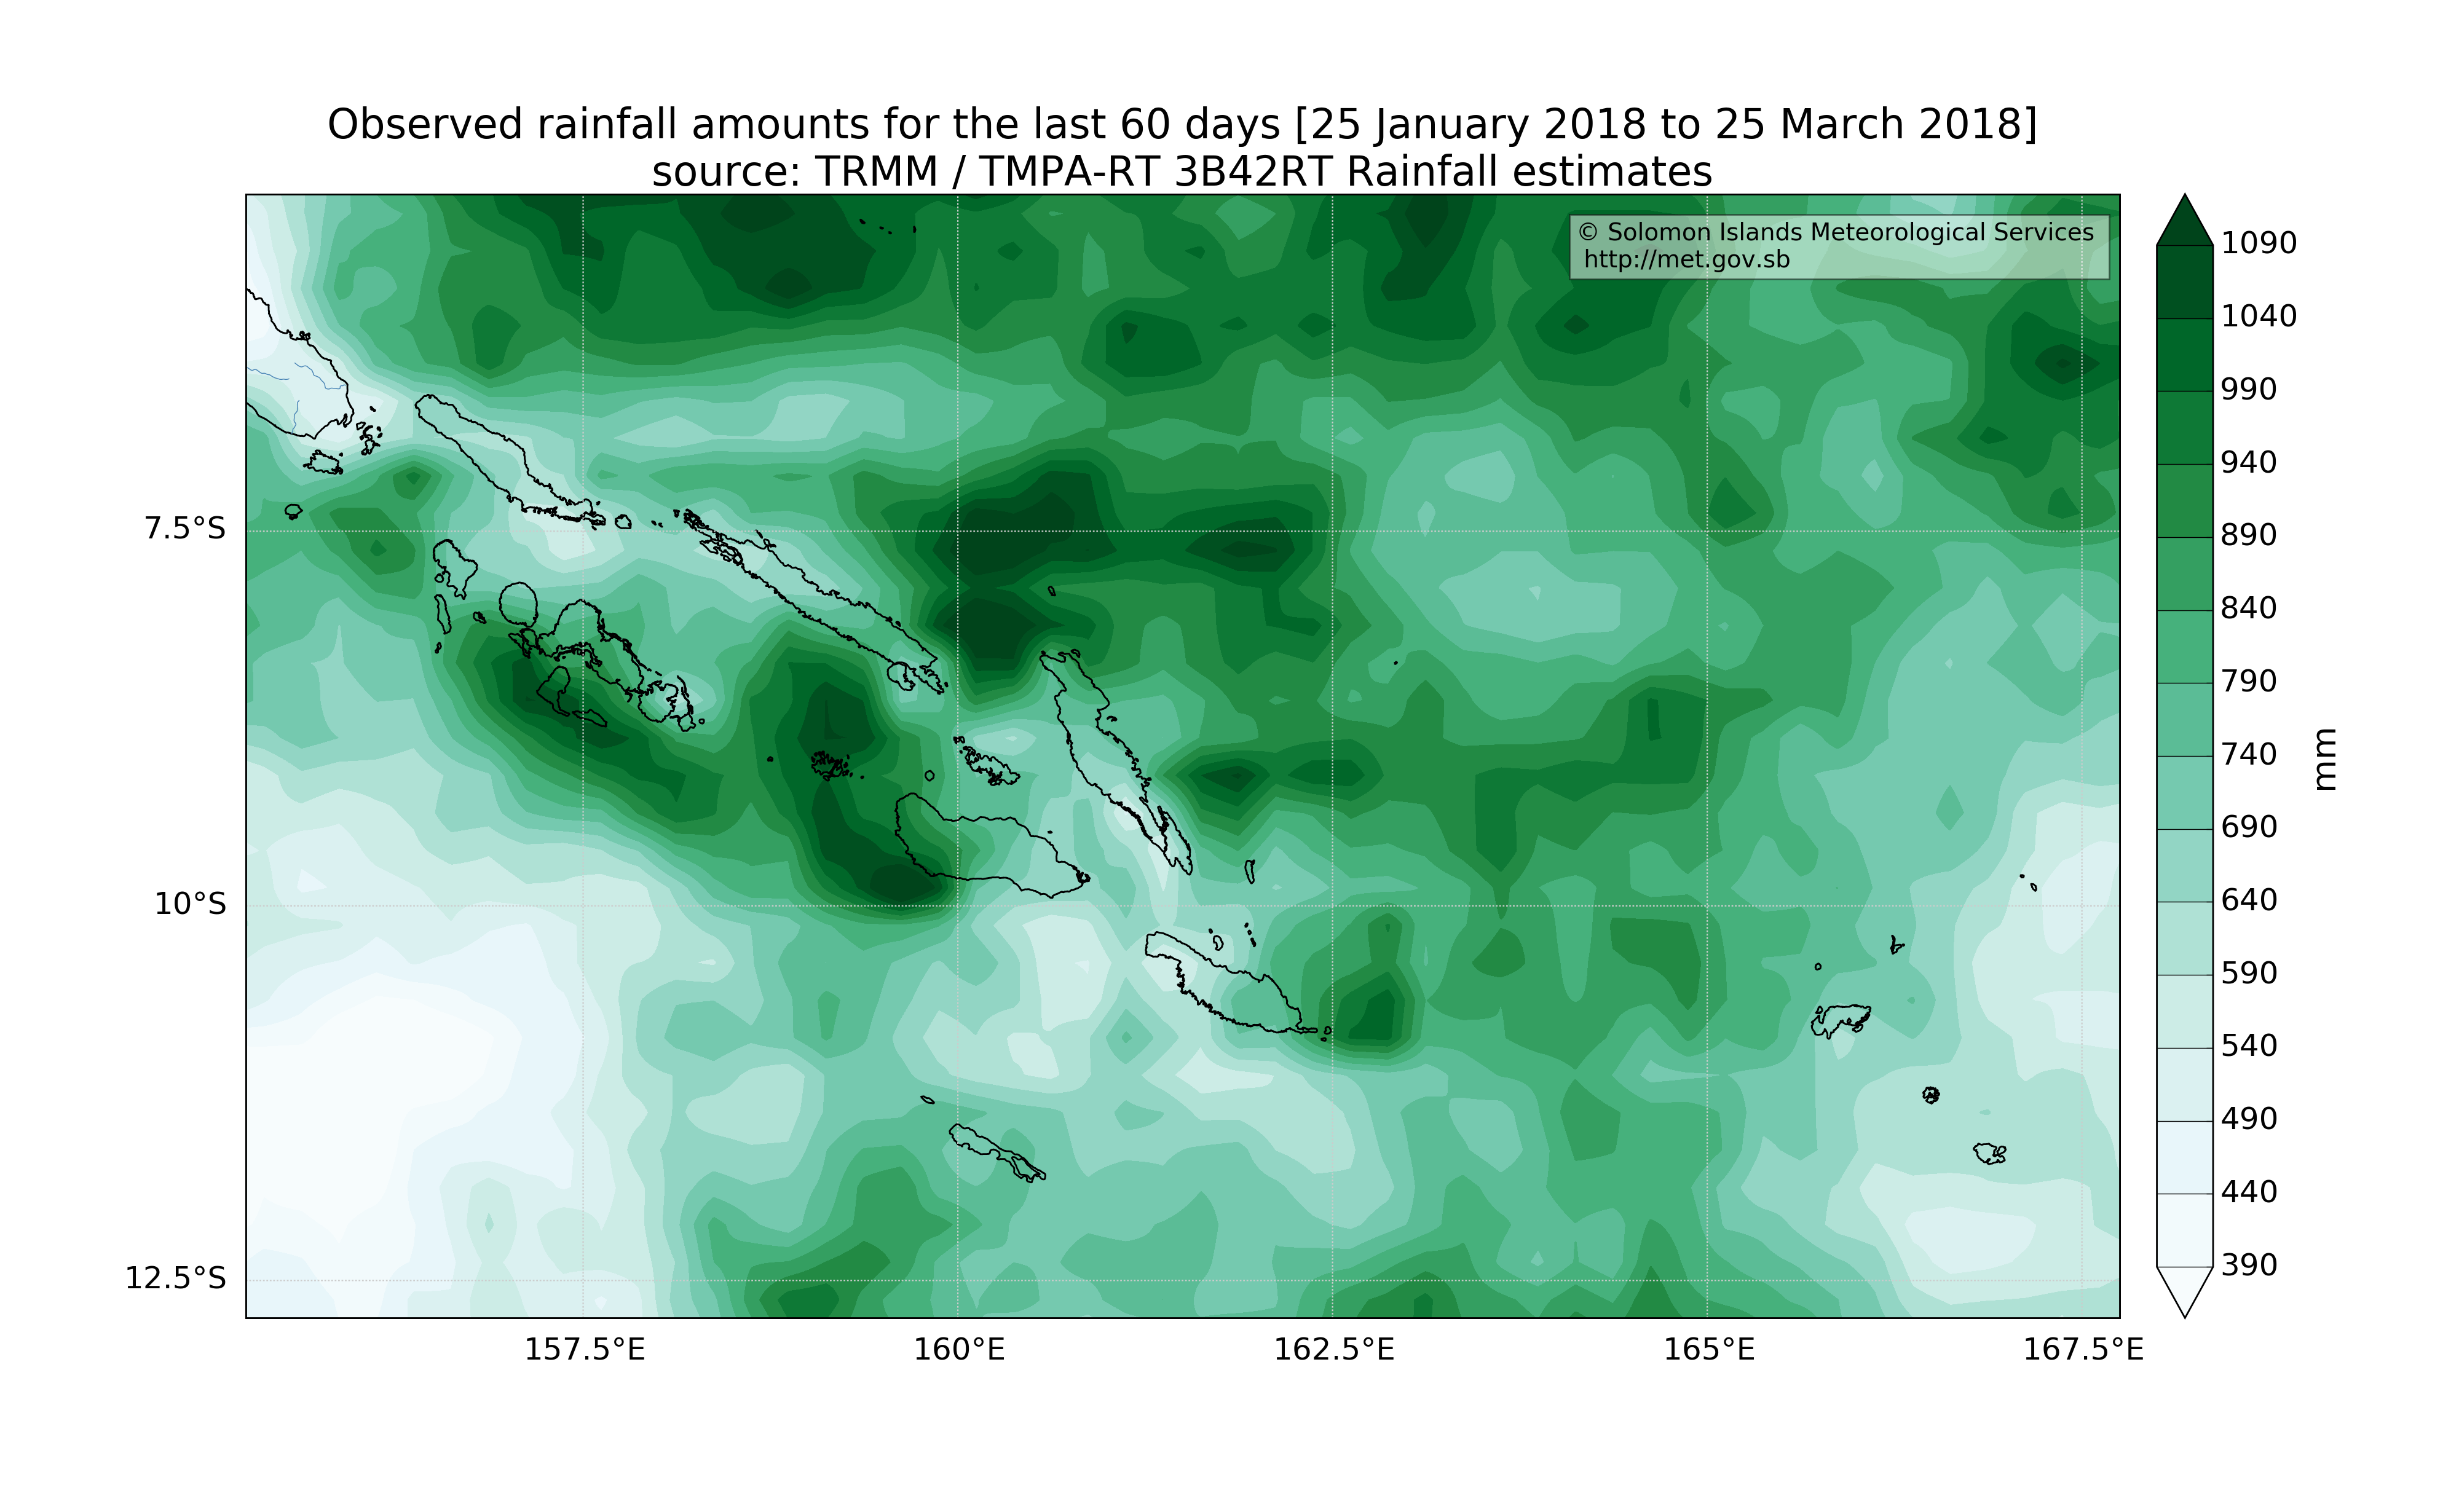 Observed rainfall amounts for the last 60 days [25 January 2018 to 25 March 2018]
source: TRMM / TMPA-RT 3B42RT Rainfall estimates
© Solomon Islands Meteorological Services
http://met.gov.sb
7.5°S
10°S
12.5°S
157.5°E
160°E
162.5°E
165°E
167.5°E
1090
1040
990
940
890
840
790
740
690
640
590
540
490
440
390
mm